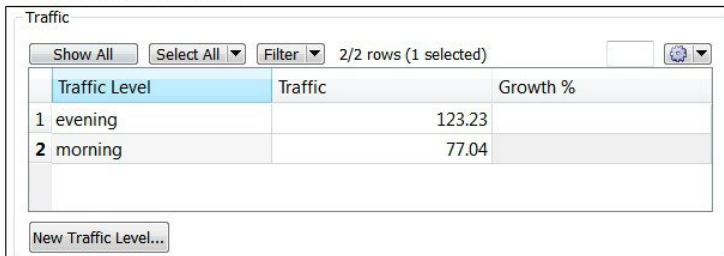 Traffic
Show All Select All Filter 2/2 rows (1 selected)
Traffic Level Traffic Growth %
1 evening 123.23
2 morning 77.04
New Traffic Level...